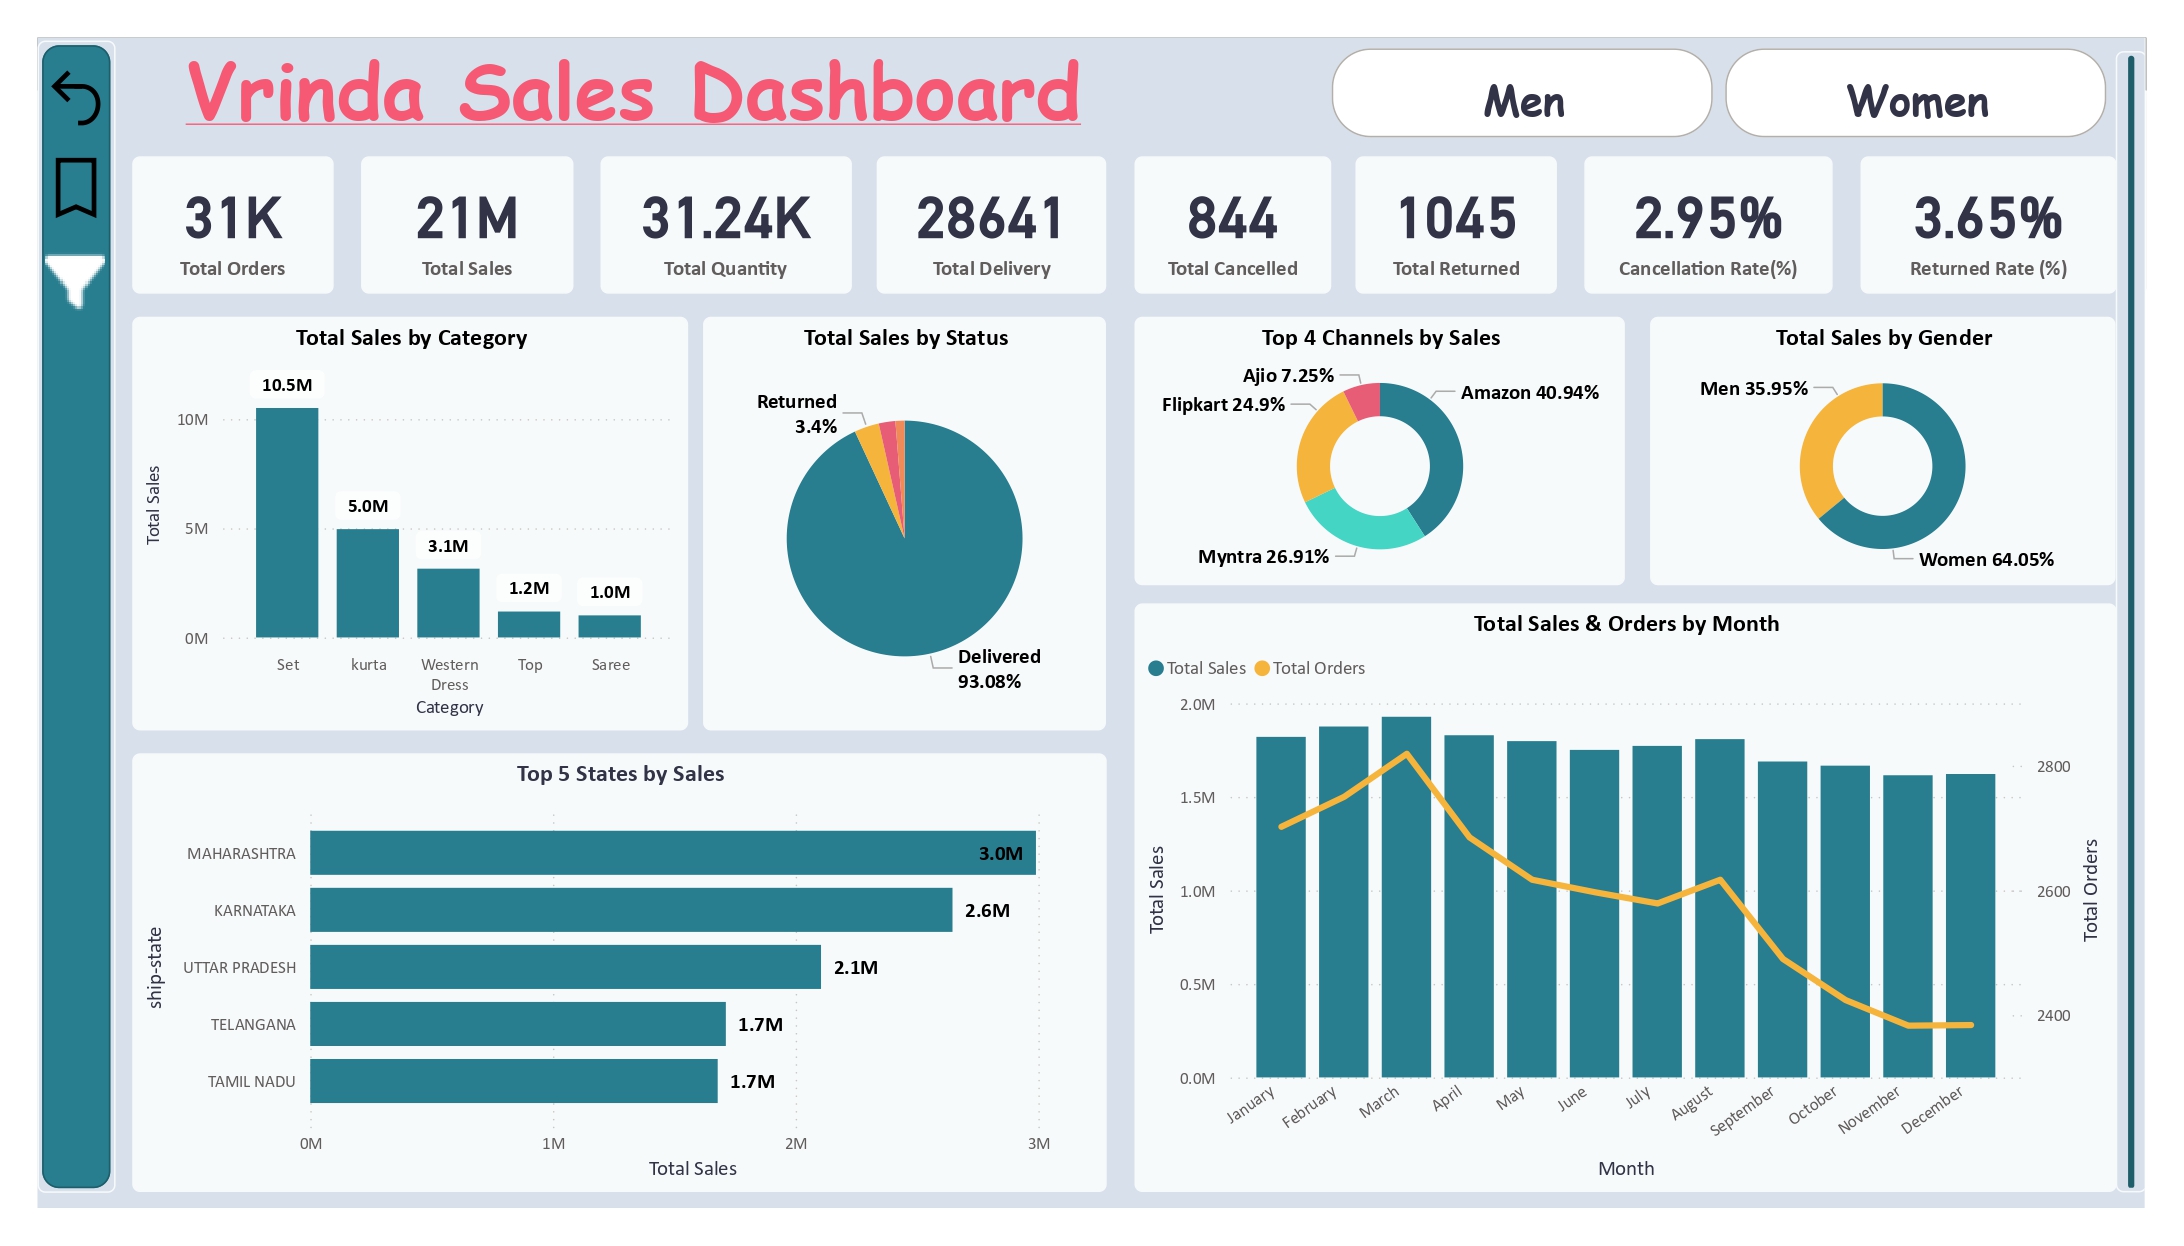 Vrinda Sales Dashboard
Men
Women
31K
Total Orders
21M
Total Sales
31.24K
Total Quantity
28641
Total Delivery
844
Total Cancelled
1045
Total Returned
2.95%
Cancellation Rate(%)
3.65%
Returned Rate (%)
Total Sales by Category
Total Sales
10M
5M
0M
10.5M
5.0M
3.1M
1.2M
1.0M
Set
kurta
Western
Dress
Top
Saree
Category
Total Sales by Status
Returned
3.4%
Delivered
93.08%
Top 4 Channels by Sales
Ajio 7.25%
Amazon 40.94%
Flipkart 24.9%
Myntra 26.91%
Total Sales by Gender
Men 35.95%
Women 64.05%
Top 5 States by Sales
ship-state
MAHARASHTRA
3.0M
KARNATAKA
2.6M
UTTAR PRADESH
2.1M
TELANGANA
1.7M
TAMIL NADU
1.7M
0M
1M
2M
3M
Total Sales
Total Sales & Orders by Month
Total Sales
Total Orders
Total Sales
2.0M
1.5M
1.0M
0.5M
0.0M
2800
2600
2400
Total Orders
January
February
March
April
May
June
July
August
September
October
November
December
Month